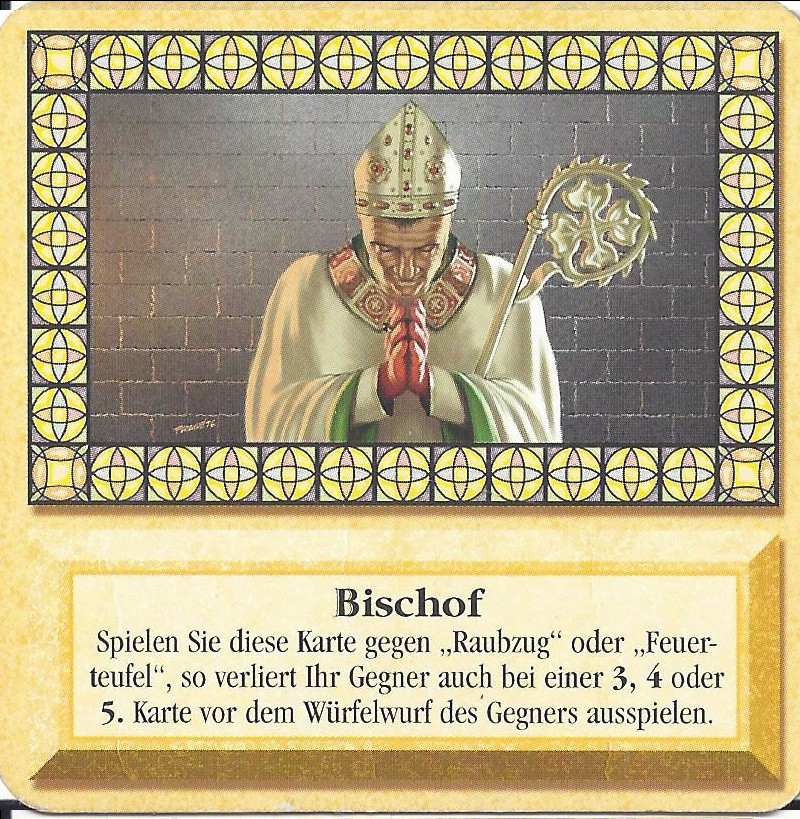 Bischof
Spielen Sie diese Karte gegen „Raubzug“ oder „Feuer-
teufel“, so verliert Ihr Gegner auch bei einer 3, 4 oder
5. Karte vor dem Würfelwurf des Gegners ausspielen.